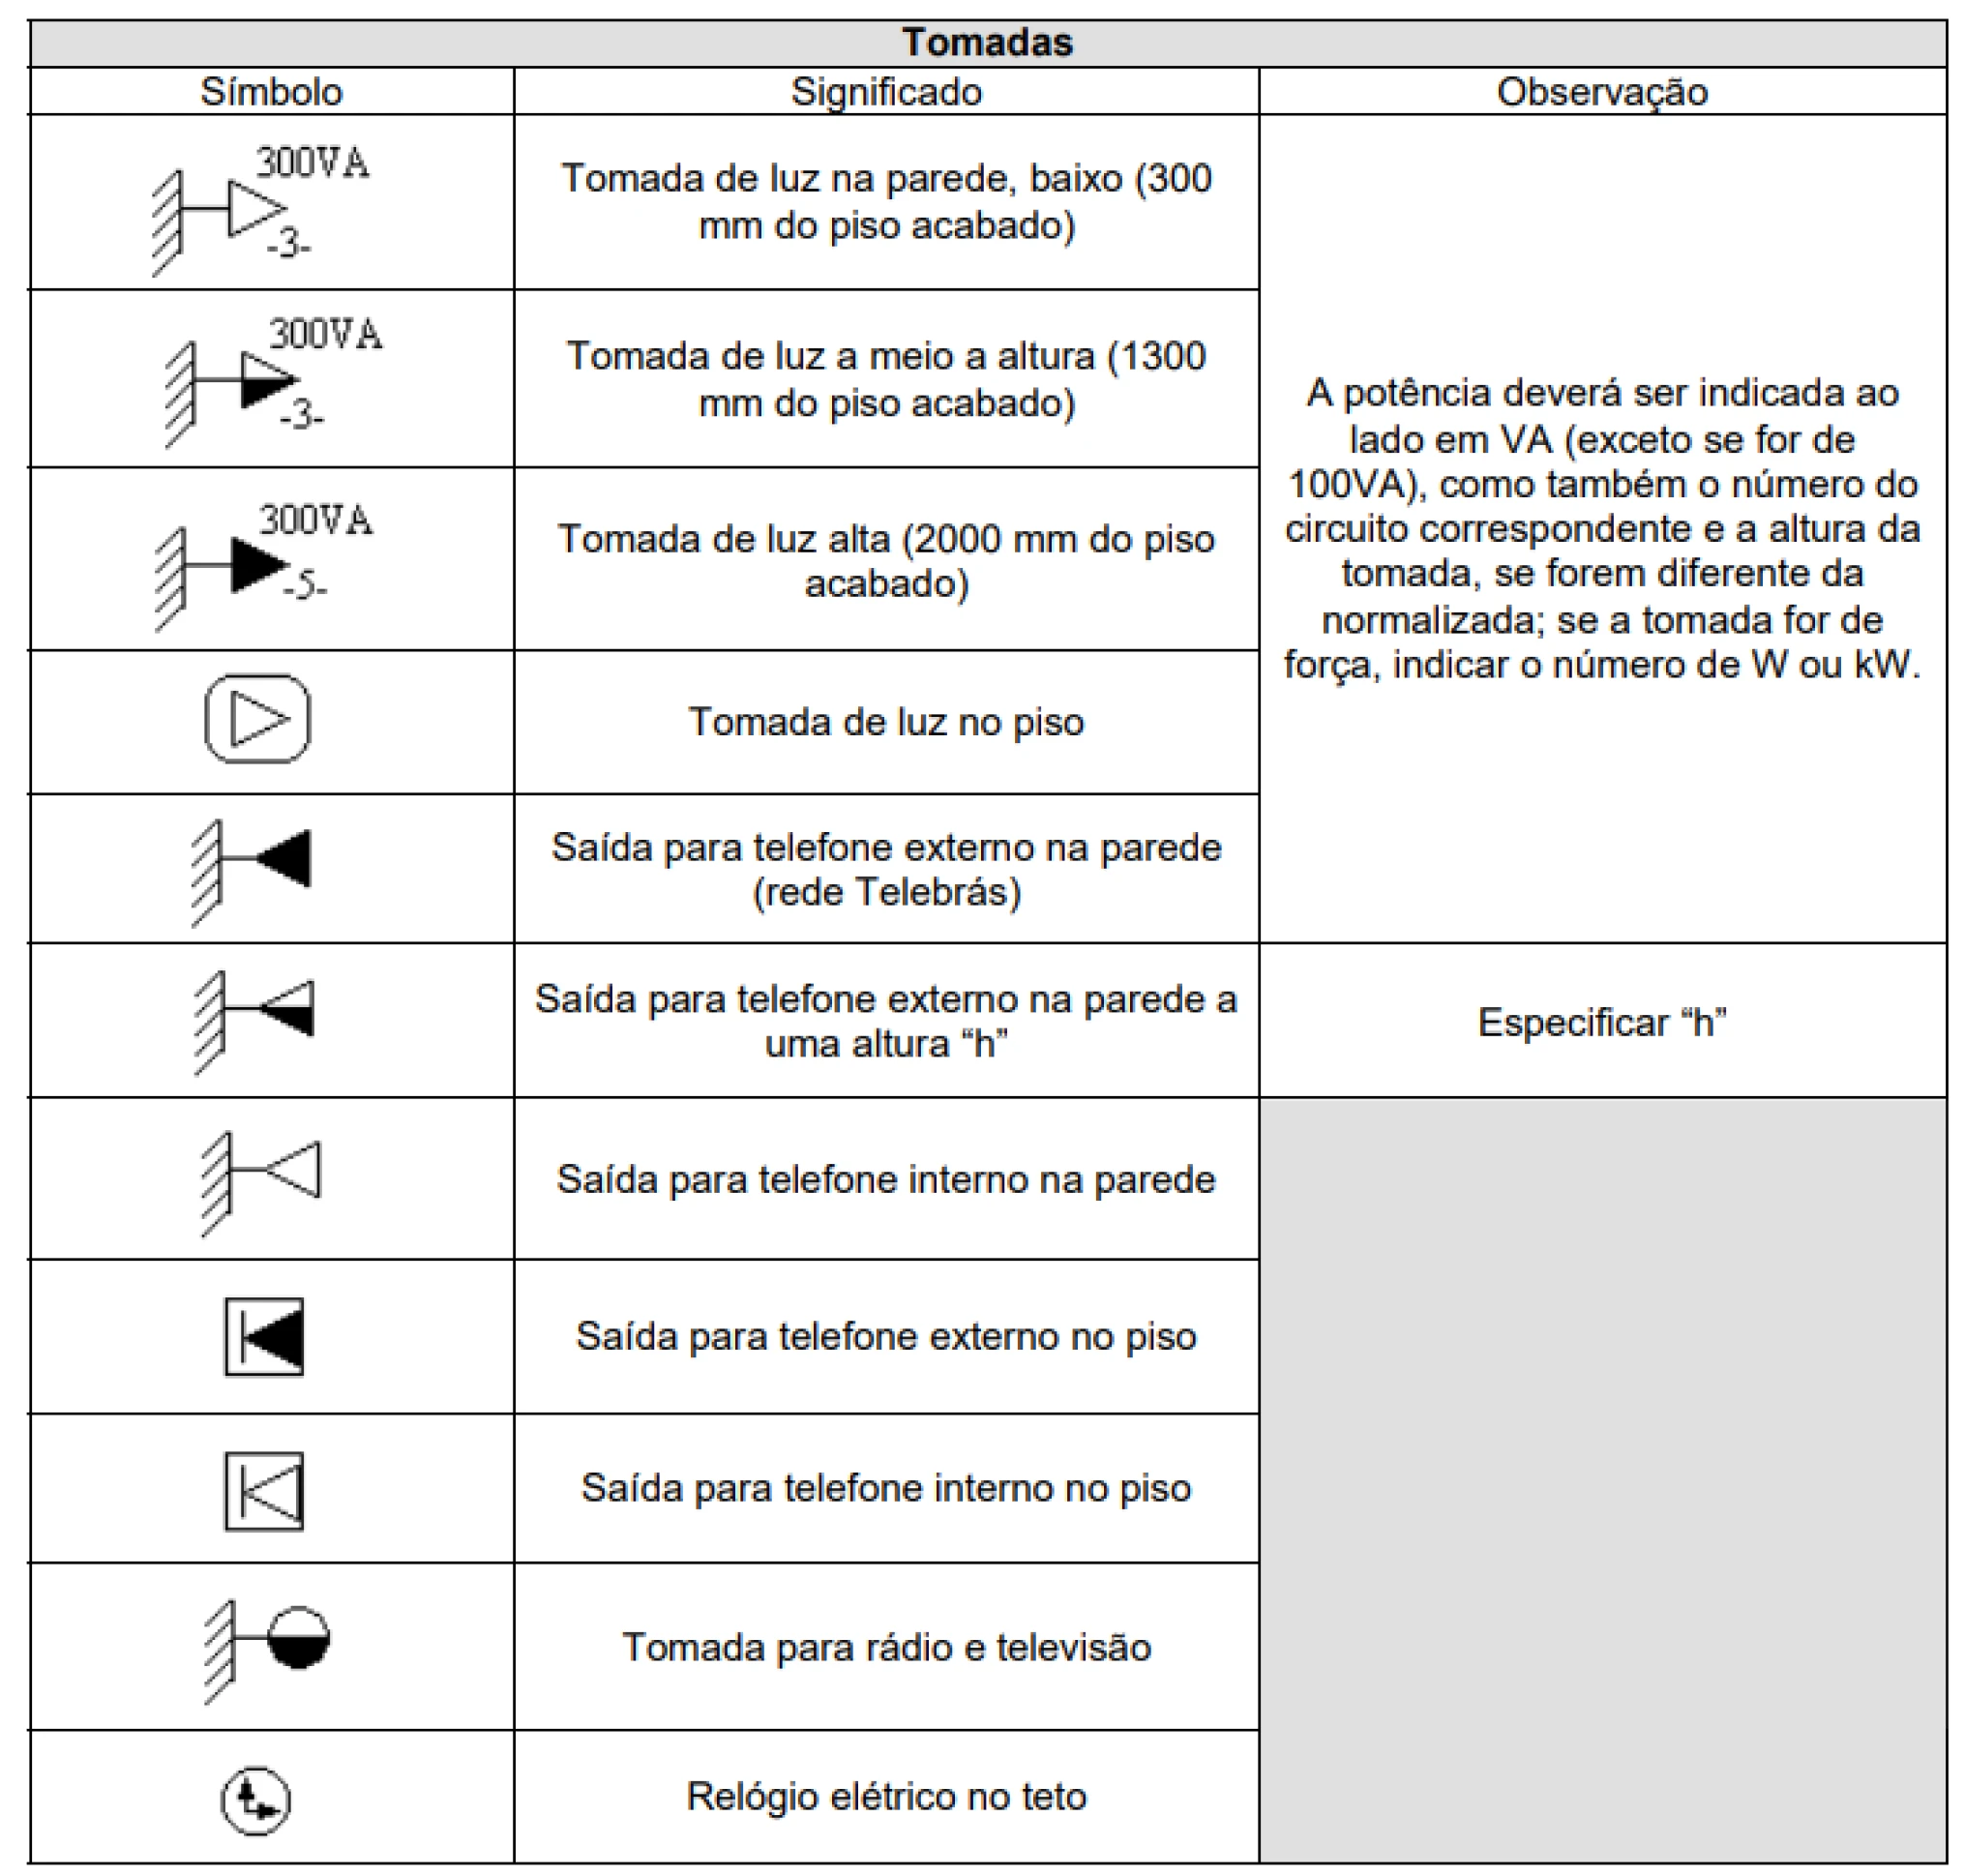 Tomadas
Símbolo
Significado
Observação
300VA
-3-
Tomada de luz na parede, baixo (300
mm do piso acabado)
300VA
-3-
Tomada de luz a meio a altura (1300
mm do piso acabado)
300VA
-5-
Tomada de luz alta (2000 mm do piso
acabado)
Tomada de luz no piso
Saída para telefone externo na parede
(rede Telebrás)
A potência deverá ser indicada ao
lado em VA (exceto se for de
100VA), como também o número do
circuito correspondente e a altura da
tomada, se forem diferente da
normalizada; se a tomada for de
força, indicar o número de W ou kW.
Saída para telefone externo na parede a
uma altura “h”
Especificar “h”
Saída para telefone interno na parede
Saída para telefone externo no piso
Saída para telefone interno no piso
Tomada para rádio e televisão
Relógio elétrico no teto